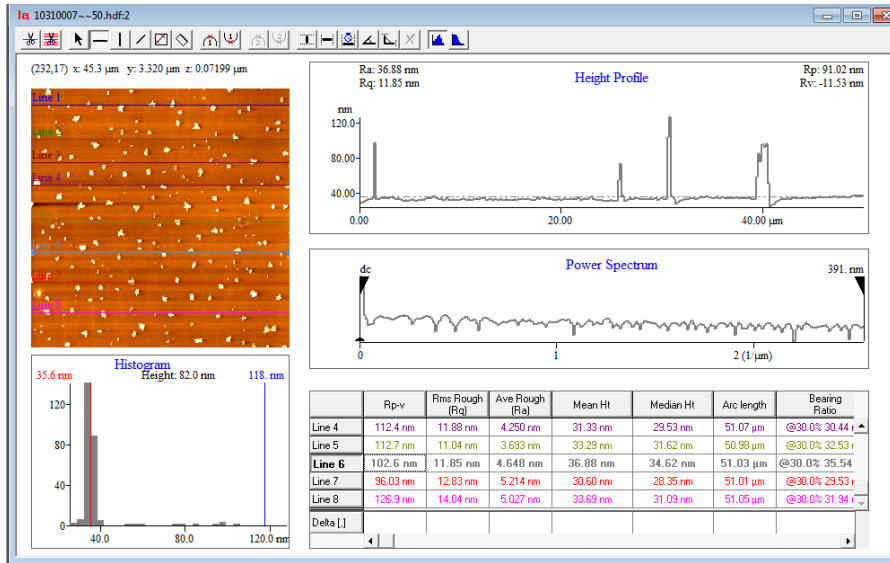 Ia 10310007~~50.hdf:2
(232,17) x: 45.3 µm y: 3.320 µm z: 0.07199 µm
Line 1
Line 2
Line 3
Line 4
Line 6
Line 7
Line 8
Ra: 36.88 nm
Rq: 11.85 nm
Height Profile
Rp: 91.02 nm
Rv: -11.53 nm
nm
120.0
80.00
40.00
0.00 20.00 40.00 µm
dc Power Spectrum 391. nm
0 1 2 (1/µm)
Histogram
35.6 nm Height: 82.0 nm 118. nm
120
80
40
0
40.0 80.0 120.0 nm
Rp-v Rms Rough (Rq) Ave Rough (Ra) Mean Ht Median Ht Arc length Bearing Ratio
Line 4 112.4 nm 11.88 nm 4.250 nm 31.33 nm 29.53 nm 51.07 µm @30.0% 30.44 r
Line 5 112.7 nm 11.04 nm 3.693 nm 33.29 nm 31.62 nm 50.98 µm @30.0% 32.53 r
Line 6 102.6 nm 11.85 nm 4.648 nm 36.88 nm 34.62 nm 51.03 µm @30.0% 35.54
Line 7 96.03 nm 12.83 nm 5.214 nm 30.60 nm 28.35 nm 51.01 µm @30.0% 29.53 r
Line 8 126.9 nm 14.04 nm 5.027 nm 33.69 nm 31.09 nm 51.05 µm @30.0% 31.94 r
Delta [.]